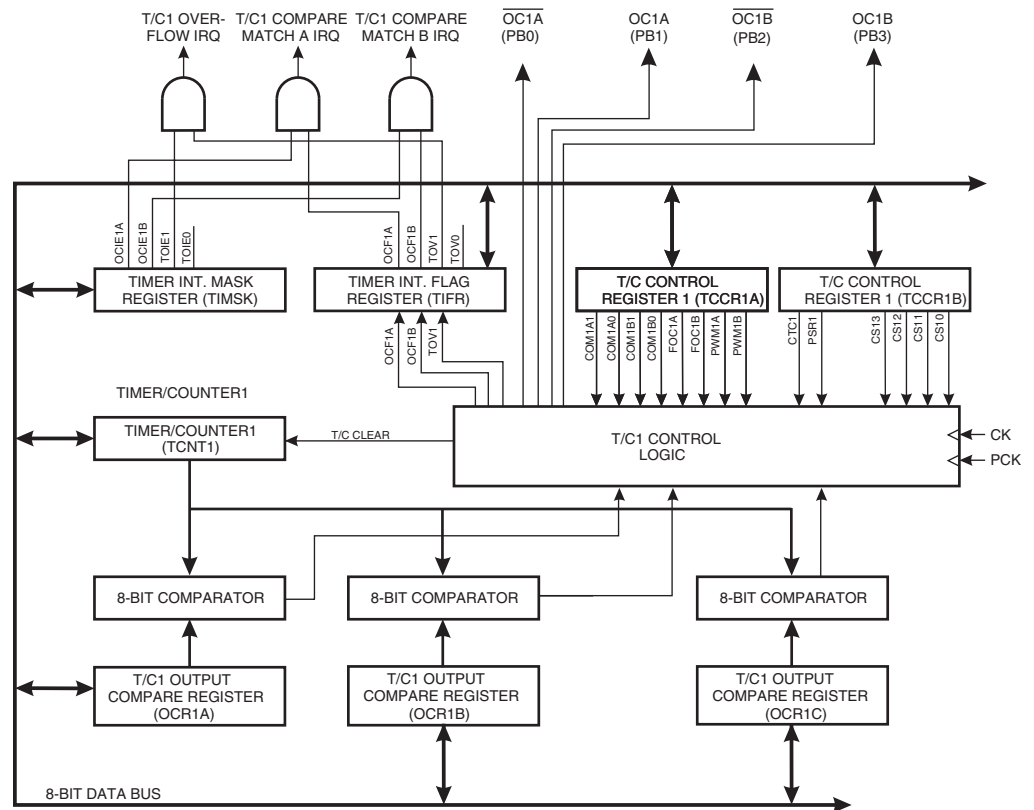 T/C1 OVER-
FLOW IRQ
T/C1 COMPARE
MATCH A IRQ
T/C1 COMPARE
MATCH B IRQ
OC1A
(PB0)
OC1A
(PB1)
OC1B
(PB2)
OC1B
(PB3)
OCIE1A
OCIE1B
TOIE1
TOIE0
OCF1A
OCF1B
TOV1
TOV0
TIMER INT. MASK
REGISTER (TIMSK)
TIMER INT. FLAG
REGISTER (TIFR)
T/C CONTROL
REGISTER 1 (TCCR1A)
T/C CONTROL
REGISTER 1 (TCCR1B)
OCF1A
OCF1B
TOV1
COM1A1
COM1A0
COM1B1
COM1B0
FOC1A
FOC1B
PWM1A
PWM1B
CTC1
PSR1
CS13
CS12
CS11
CS10
TIMER/COUNTER1
TIMER/COUNTER1
(TCNT1)
T/C CLEAR
T/C1 CONTROL
LOGIC
CK
PCK
8-BIT COMPARATOR
8-BIT COMPARATOR
8-BIT COMPARATOR
T/C1 OUTPUT
COMPARE REGISTER
(OCR1A)
T/C1 OUTPUT
COMPARE REGISTER
(OCR1B)
T/C1 OUTPUT
COMPARE REGISTER
(OCR1C)
8-BIT DATA BUS